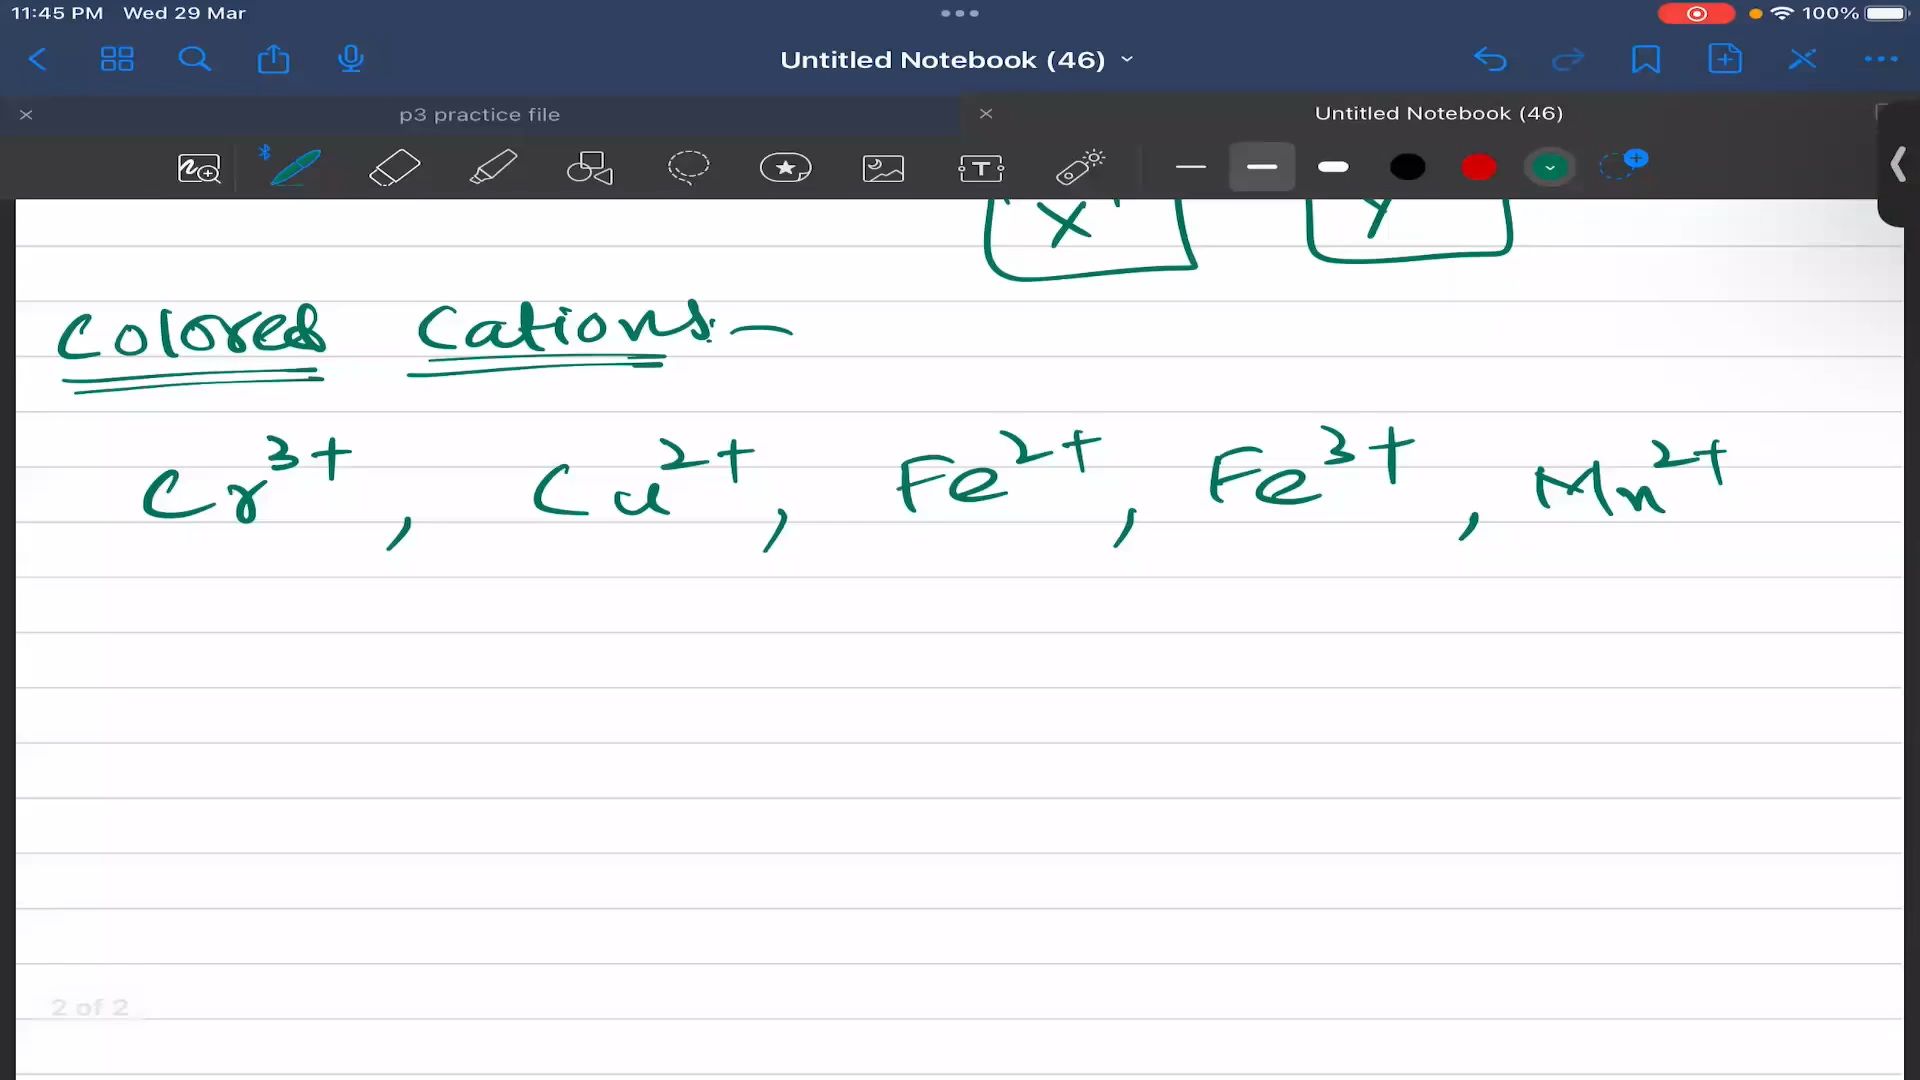 11:45 PM Wed 29 Mar 100%
Untitled Notebook (46)
p3 practice file Untitled Notebook (46)
T
X y
Colored Cations:-
Cr³⁺, Cu²⁺, Fe²⁺, Fe³⁺, Mn²⁺
2 of 2